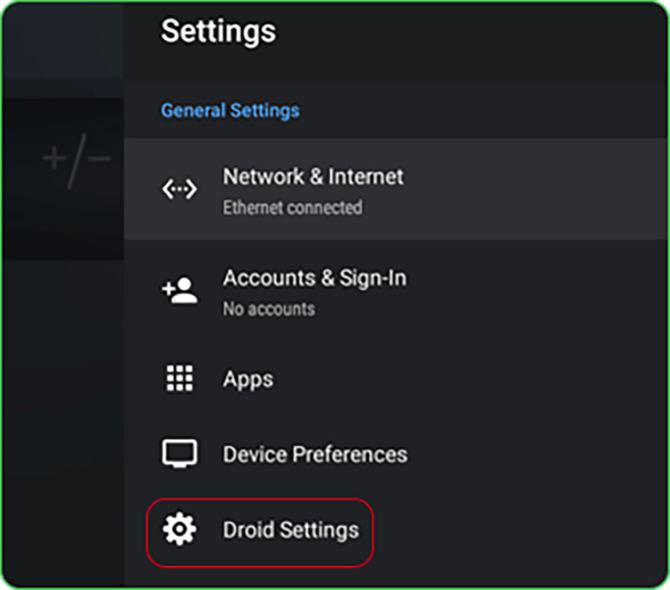 Settings
General Settings
+/−
Network & Internet
Ethernet connected
Accounts & Sign-In
No accounts
Apps
Device Preferences
Droid Settings